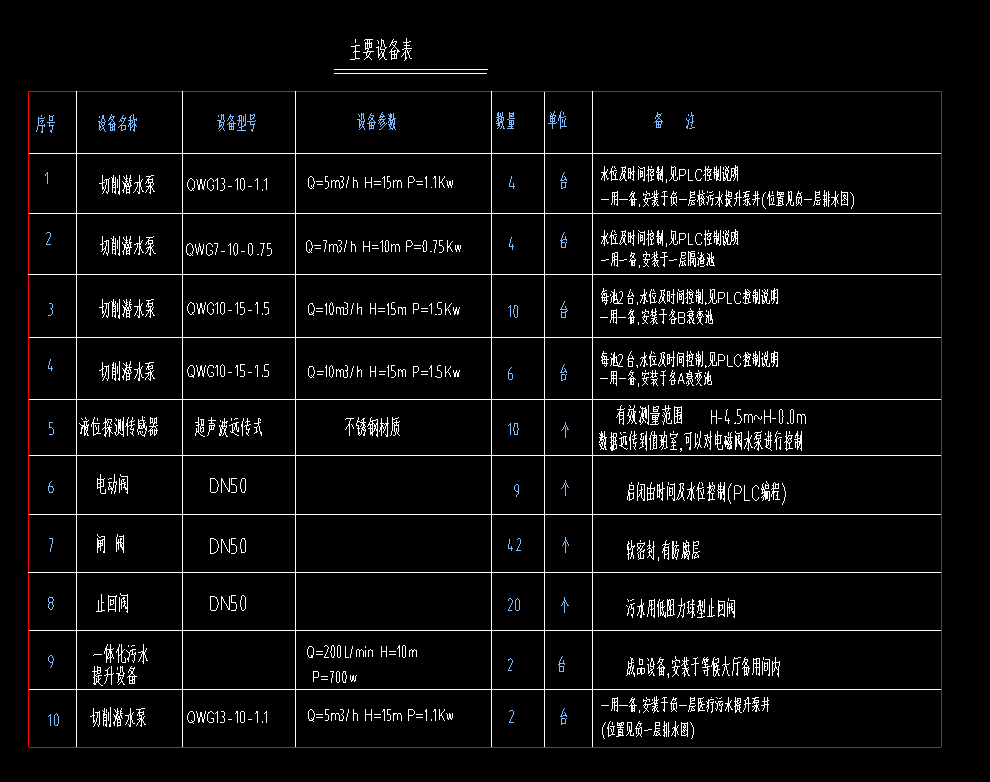 主要设备表
序号 设备名称 设备型号 设备参数 数量 单位 备 注
1 切削潜水泵 QWG13-10-1.1 Q=5m3/h H=15m P=1.1Kw 4 台 水位及时间控制,见PLC控制说明
一用一备,安装于负一层核污水提升泵井(位置见负一层排水图)
2 切削潜水泵 QWG7-10-0.75 Q=7m3/h H=10m P=0.75Kw 4 台 水位及时间控制,见PLC控制说明
一用一备,安装于一层隔渣池
3 切削潜水泵 QWG10-15-1.5 Q=10m3/h H=15m P=1.5Kw 10 台 每池2台,水位及时间控制,见PLC控制说明
一用一备,安装于各B衰变池
4 切削潜水泵 QWG10-15-1.5 Q=10m3/h H=15m P=1.5Kw 6 台 每池2台,水位及时间控制,见PLC控制说明
一用一备,安装于各A衰变池
5 液位探测传感器 超声波远传式 不锈钢材质 10 个 有效测量范围 H-4.5m~H-0.0m
数据远传到值班室,可以对电磁阀水泵进行控制
6 电动阀 DN50 9 个 启闭由时间及水位控制(PLC编程)
7 闸 阀 DN50 42 个 软密封,有防腐层
8 止回阀 DN50 20 个 污水用低阻力球型止回阀
9 一体化污水
提升设备 Q=200L/min H=10m
P=700w 2 台 成品设备,安装于等候大厅备用间内
10 切削潜水泵 QWG13-10-1.1 Q=5m3/h H=15m P=1.1Kw 2 台 一用一备,安装于负一层医疗污水提升泵井
(位置见负一层排水图)